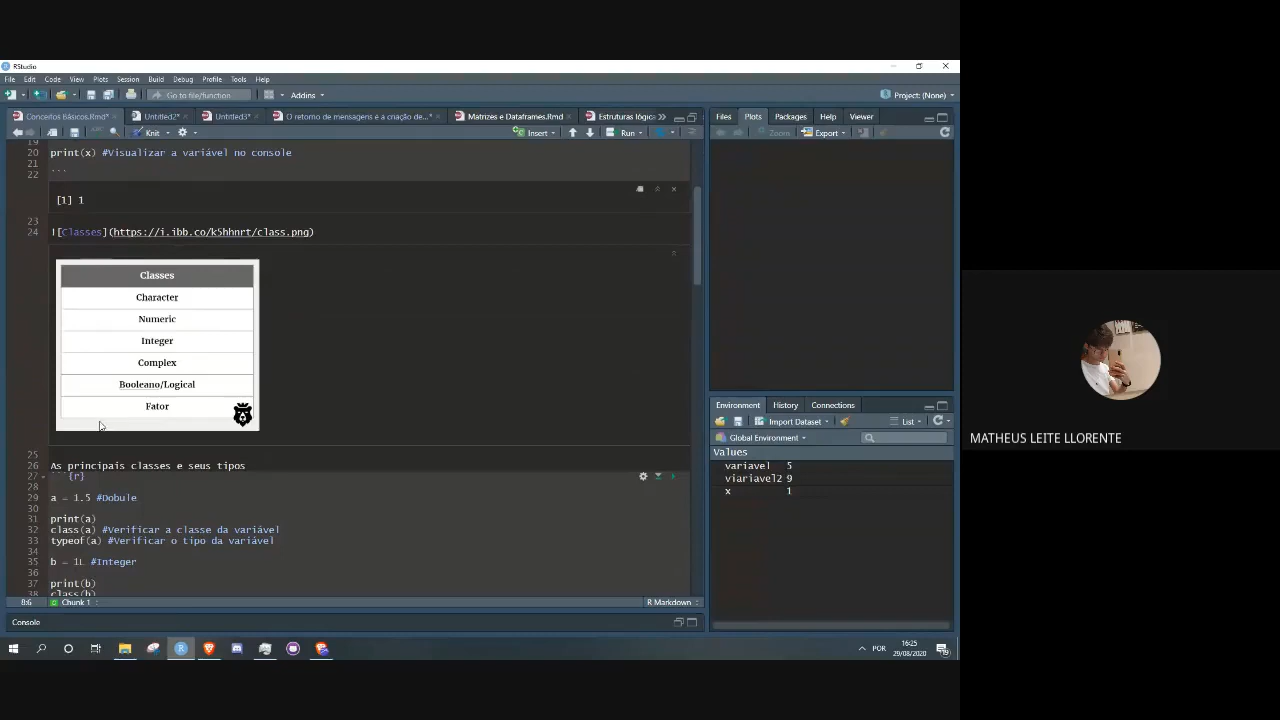 RStudio
File Edit Code View Plots Session Build Debug Profile Tools Help
Go to file/function Addins Project: (None)
Conceitos Básicos.Rmd* Untitled2* Untitled3* O retorno de mensagens é a criação de...* Matrizes e Dataframes.Rmd Estruturas lógica
Knit Insert Run
19
20 print(x) #Visualizar a variável no console
21
22 ```
[1] 1
23
24 ![Classes](https://i.ibb.co/k5hhnrt/class.png)
Classes
Character
Numeric
Integer
Complex
Booleano/Logical
Fator
25
26 As principais classes e seus tipos
27 ```{r}
28
29 a = 1.5 #Dobule
30
31 print(a)
32 class(a) #Verificar a classe da variável
33 typeof(a) #Verificar o tipo da variável
34
35 b = 1L #Integer
36
37 print(b)
38 class(b)
8:6 Chunk 1 R Markdown
Console
Files Plots Packages Help Viewer
Zoom Export
Environment History Connections
Import Dataset List
Global Environment
Values
variavel 5
viariavel2 9
x 1
POR
16:25
29/08/2020
MATHEUS LEITE LLORENTE